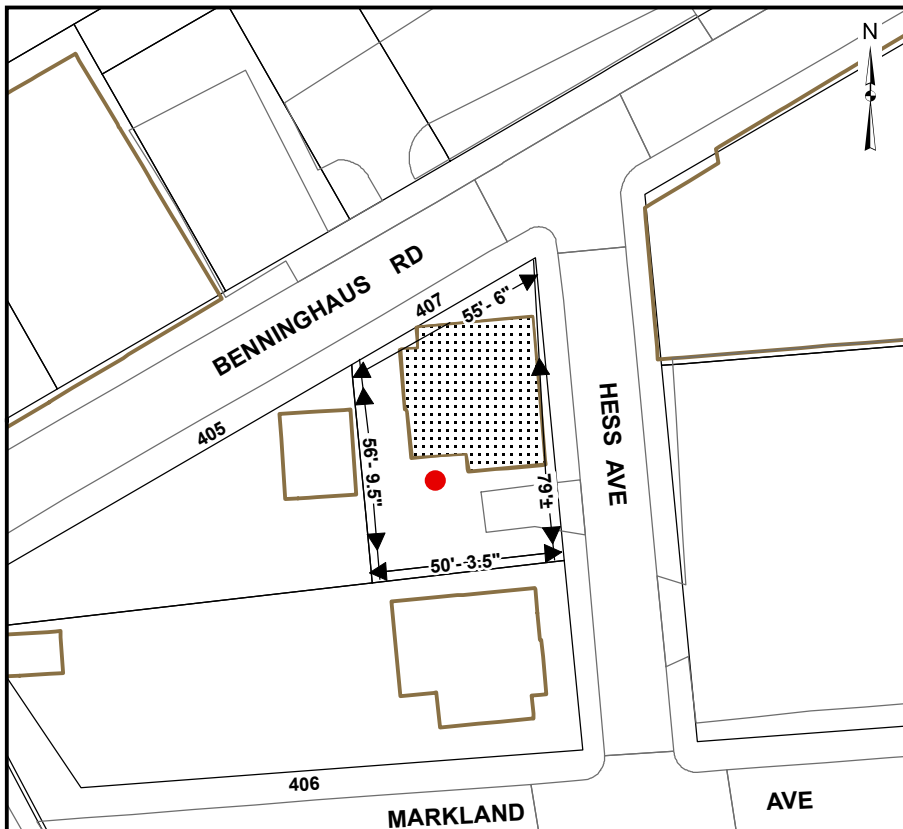 N
BENNINGHAUS RD
407
55'- 6"
405
HESS AVE
56'- 9.5"
79'±
50'- 3.5"
406
MARKLAND AVE